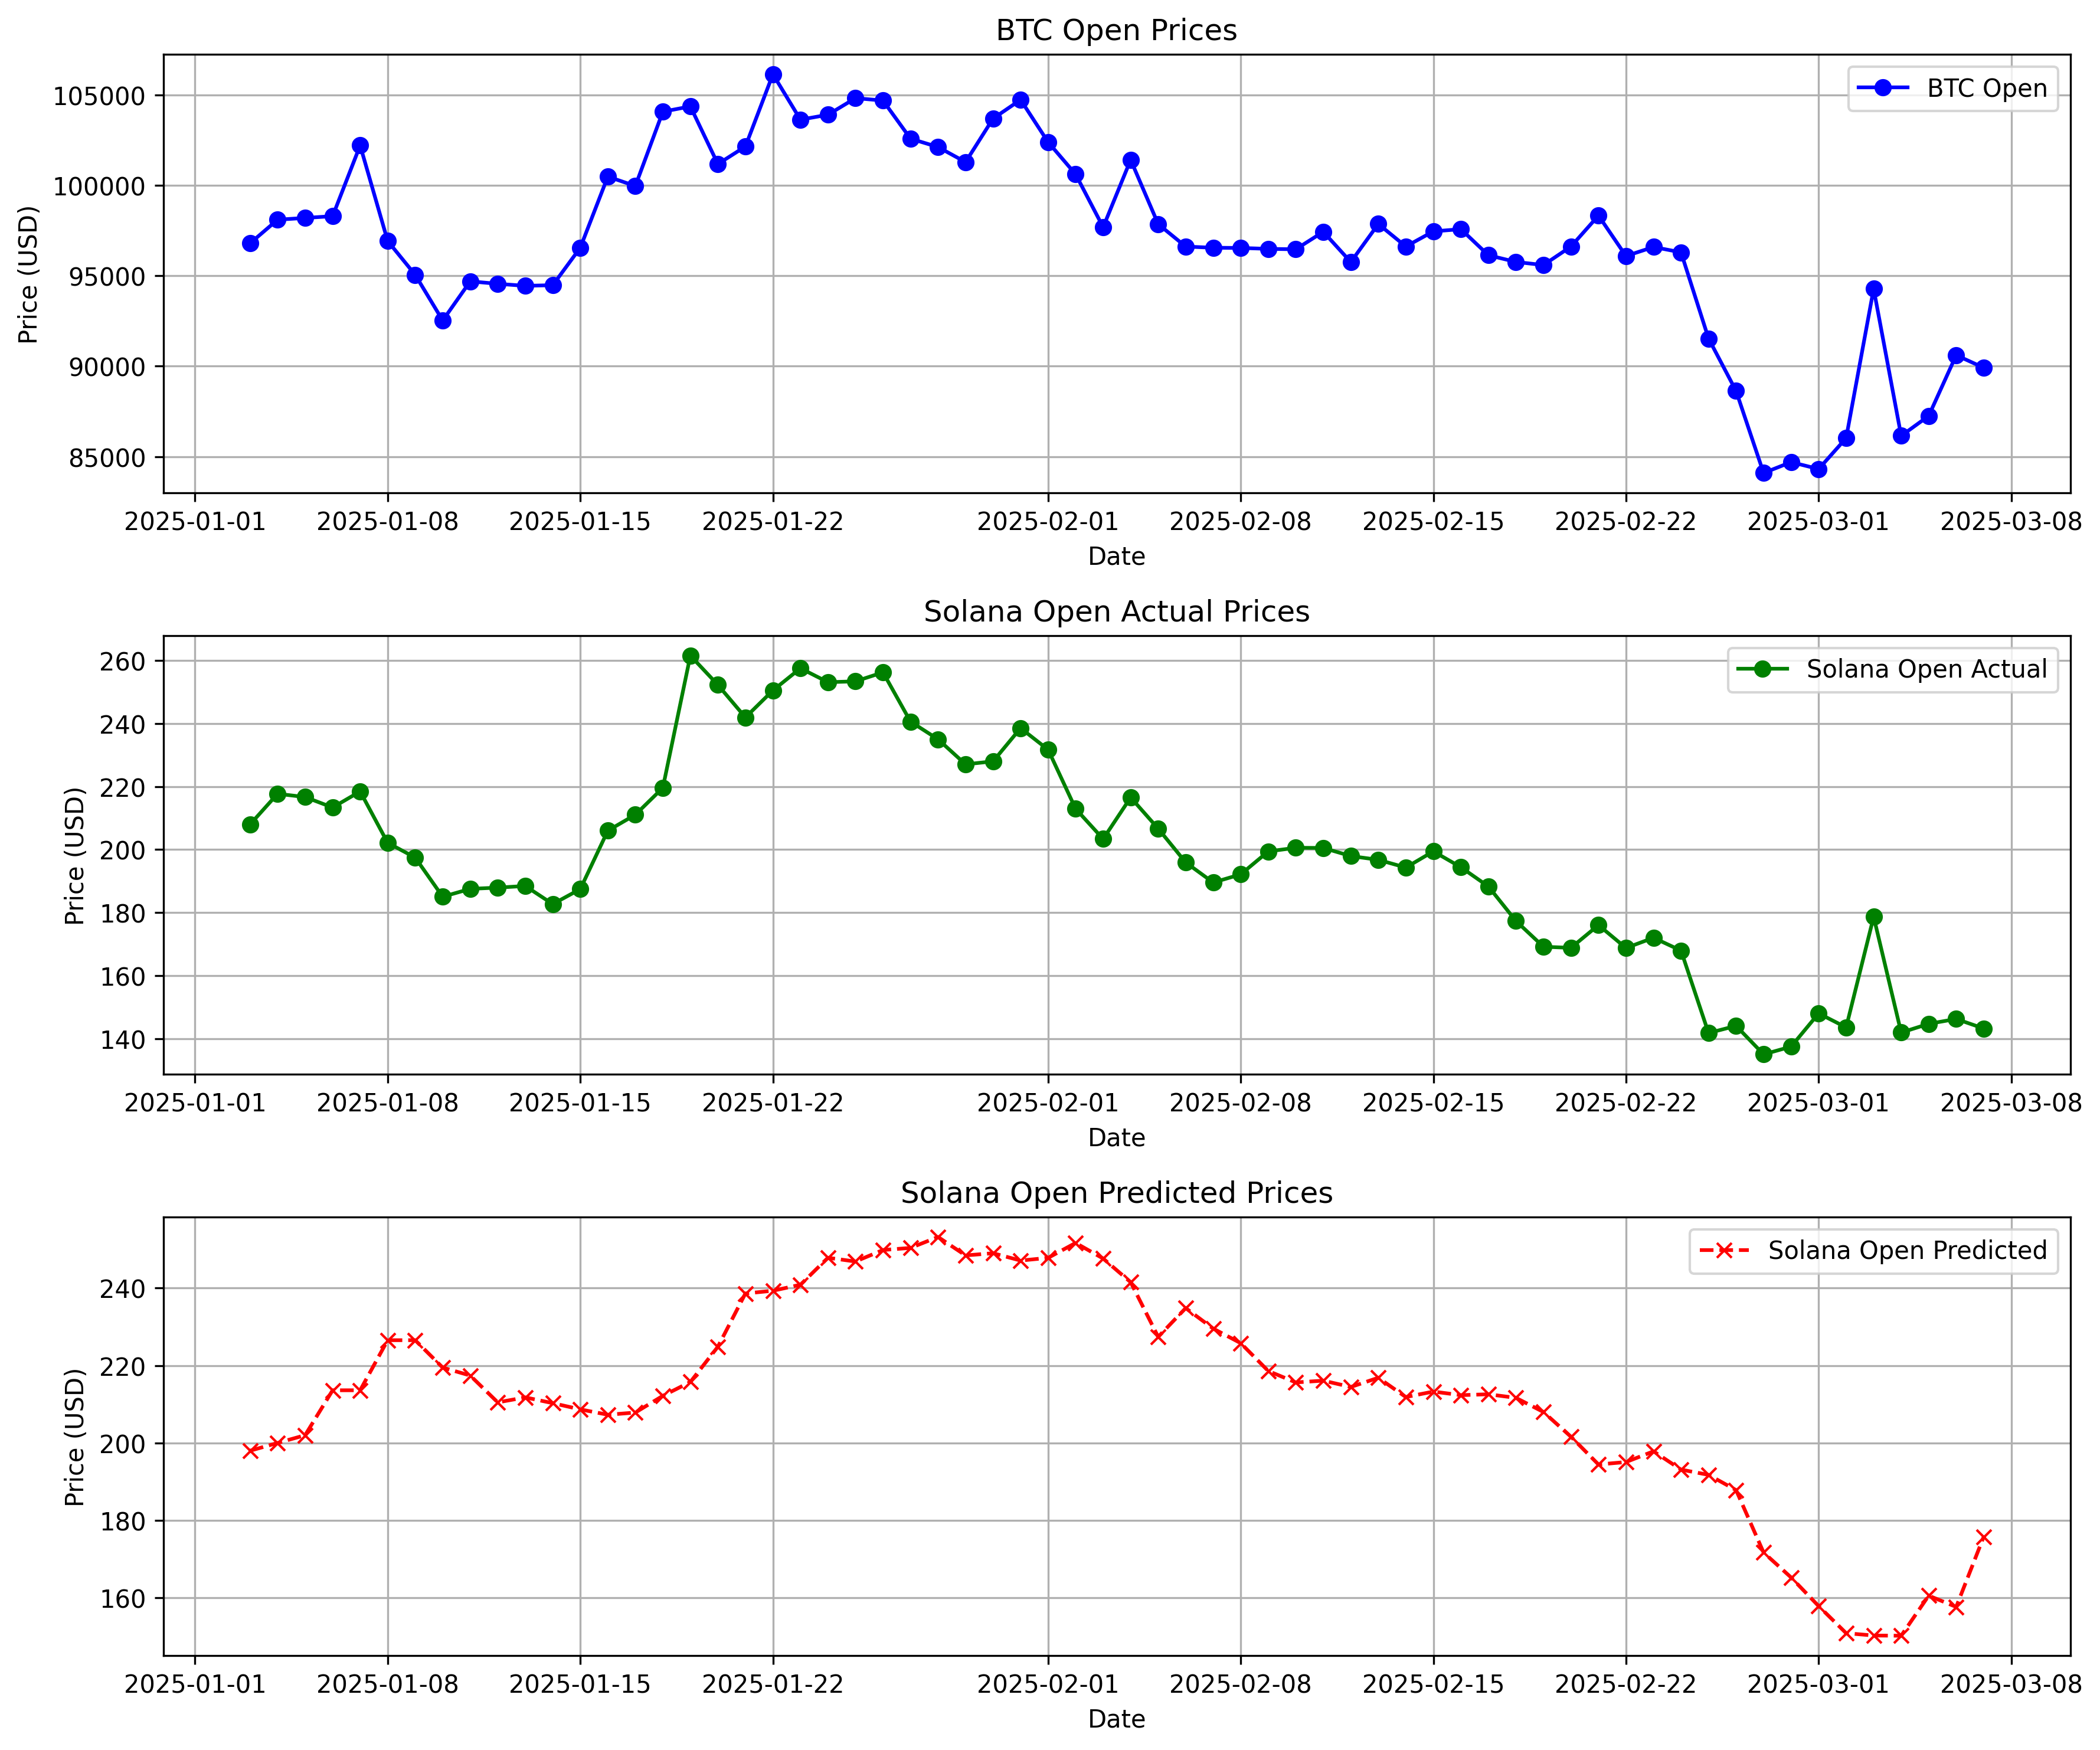 BTC Open Prices
BTC Open
Price (USD)
105000
100000
95000
90000
85000
2025-01-01 2025-01-08 2025-01-15 2025-01-22 2025-02-01 2025-02-08 2025-02-15 2025-02-22 2025-03-01 2025-03-08
Date
Solana Open Actual Prices
Solana Open Actual
Price (USD)
260
240
220
200
180
160
140
2025-01-01 2025-01-08 2025-01-15 2025-01-22 2025-02-01 2025-02-08 2025-02-15 2025-02-22 2025-03-01 2025-03-08
Date
Solana Open Predicted Prices
Solana Open Predicted
Price (USD)
240
220
200
180
160
2025-01-01 2025-01-08 2025-01-15 2025-01-22 2025-02-01 2025-02-08 2025-02-15 2025-02-22 2025-03-01 2025-03-08
Date